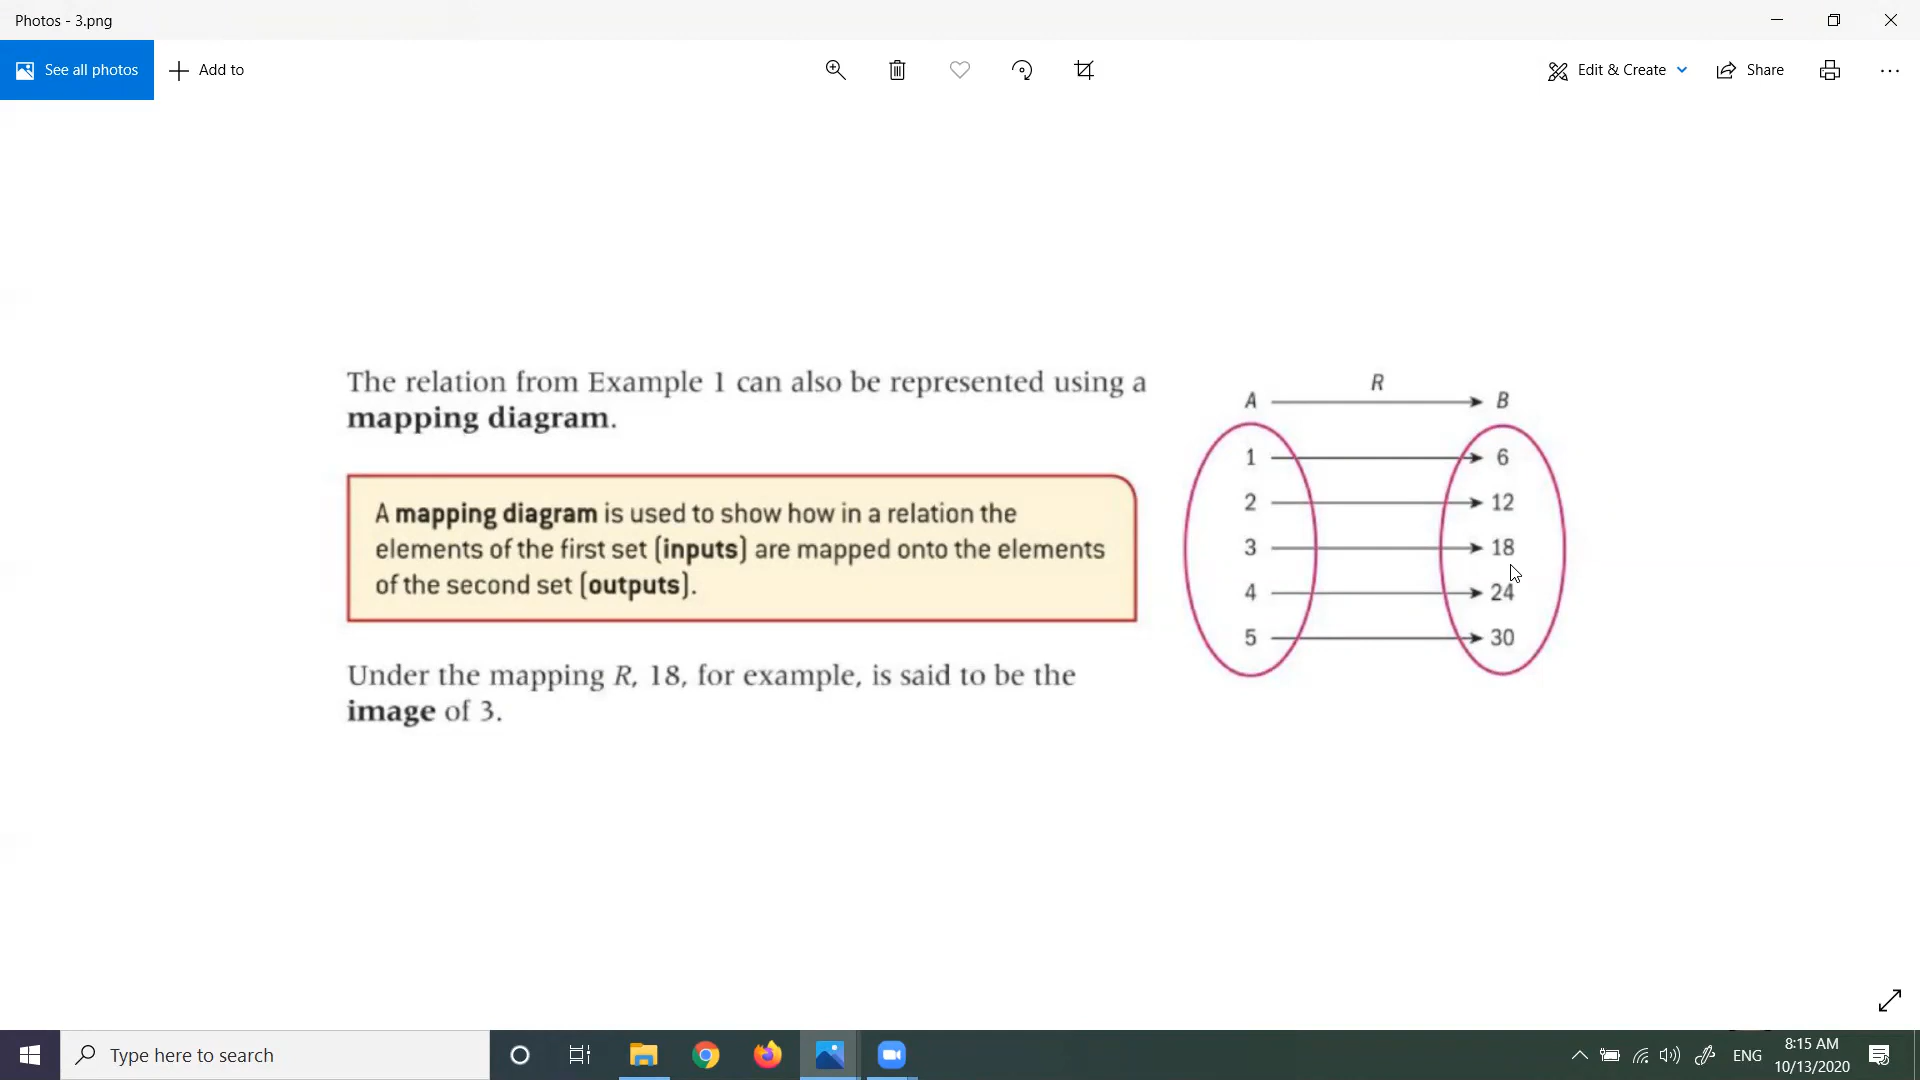 Photos - 3.png
See all photos
Add to
Edit & Create
Share
The relation from Example 1 can also be represented using a
mapping diagram.
A mapping diagram is used to show how in a relation the
elements of the first set (inputs) are mapped onto the elements
of the second set (outputs).
Under the mapping R, 18, for example, is said to be the
image of 3.
R
A B
1 6
2 12
3 18
4 24
5 30
Type here to search
ENG
8:15 AM
10/13/2020